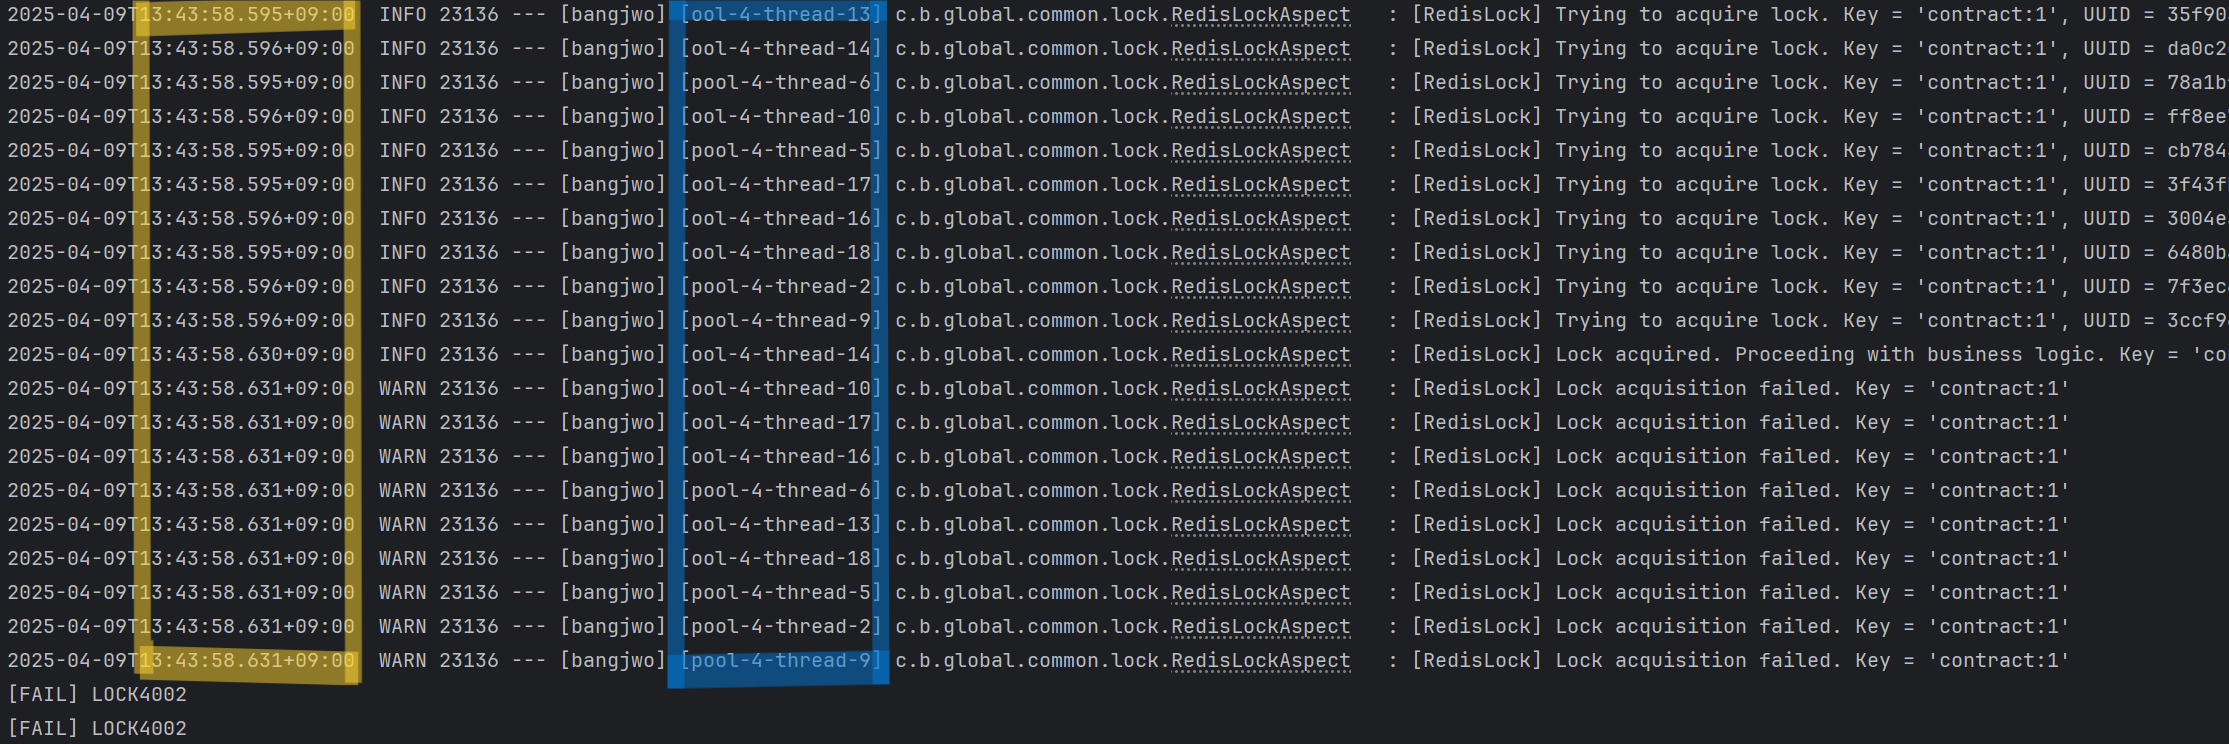 2025-04-09T13:43:58.595+09:00  INFO 23136 --- [bangjwo] [ool-4-thread-13] c.b.global.common.lock.RedisLockAspect   : [RedisLock] Trying to acquire lock. Key = 'contract:1', UUID = 35f90
2025-04-09T13:43:58.596+09:00  INFO 23136 --- [bangjwo] [ool-4-thread-14] c.b.global.common.lock.RedisLockAspect   : [RedisLock] Trying to acquire lock. Key = 'contract:1', UUID = da0c2
2025-04-09T13:43:58.595+09:00  INFO 23136 --- [bangjwo] [pool-4-thread-6] c.b.global.common.lock.RedisLockAspect   : [RedisLock] Trying to acquire lock. Key = 'contract:1', UUID = 78a1b
2025-04-09T13:43:58.596+09:00  INFO 23136 --- [bangjwo] [ool-4-thread-10] c.b.global.common.lock.RedisLockAspect   : [RedisLock] Trying to acquire lock. Key = 'contract:1', UUID = ff8ee
2025-04-09T13:43:58.595+09:00  INFO 23136 --- [bangjwo] [pool-4-thread-5] c.b.global.common.lock.RedisLockAspect   : [RedisLock] Trying to acquire lock. Key = 'contract:1', UUID = cb784
2025-04-09T13:43:58.595+09:00  INFO 23136 --- [bangjwo] [ool-4-thread-17] c.b.global.common.lock.RedisLockAspect   : [RedisLock] Trying to acquire lock. Key = 'contract:1', UUID = 3f43f
2025-04-09T13:43:58.596+09:00  INFO 23136 --- [bangjwo] [ool-4-thread-16] c.b.global.common.lock.RedisLockAspect   : [RedisLock] Trying to acquire lock. Key = 'contract:1', UUID = 3004e
2025-04-09T13:43:58.595+09:00  INFO 23136 --- [bangjwo] [ool-4-thread-18] c.b.global.common.lock.RedisLockAspect   : [RedisLock] Trying to acquire lock. Key = 'contract:1', UUID = 6480b
2025-04-09T13:43:58.596+09:00  INFO 23136 --- [bangjwo] [pool-4-thread-2] c.b.global.common.lock.RedisLockAspect   : [RedisLock] Trying to acquire lock. Key = 'contract:1', UUID = 7f3ec
2025-04-09T13:43:58.596+09:00  INFO 23136 --- [bangjwo] [pool-4-thread-9] c.b.global.common.lock.RedisLockAspect   : [RedisLock] Trying to acquire lock. Key = 'contract:1', UUID = 3ccf9
2025-04-09T13:43:58.630+09:00  INFO 23136 --- [bangjwo] [ool-4-thread-14] c.b.global.common.lock.RedisLockAspect   : [RedisLock] Lock acquired. Proceeding with business logic. Key = 'co
2025-04-09T13:43:58.631+09:00  WARN 23136 --- [bangjwo] [ool-4-thread-10] c.b.global.common.lock.RedisLockAspect   : [RedisLock] Lock acquisition failed. Key = 'contract:1'
2025-04-09T13:43:58.631+09:00  WARN 23136 --- [bangjwo] [ool-4-thread-17] c.b.global.common.lock.RedisLockAspect   : [RedisLock] Lock acquisition failed. Key = 'contract:1'
2025-04-09T13:43:58.631+09:00  WARN 23136 --- [bangjwo] [ool-4-thread-16] c.b.global.common.lock.RedisLockAspect   : [RedisLock] Lock acquisition failed. Key = 'contract:1'
2025-04-09T13:43:58.631+09:00  WARN 23136 --- [bangjwo] [pool-4-thread-6] c.b.global.common.lock.RedisLockAspect   : [RedisLock] Lock acquisition failed. Key = 'contract:1'
2025-04-09T13:43:58.631+09:00  WARN 23136 --- [bangjwo] [ool-4-thread-13] c.b.global.common.lock.RedisLockAspect   : [RedisLock] Lock acquisition failed. Key = 'contract:1'
2025-04-09T13:43:58.631+09:00  WARN 23136 --- [bangjwo] [ool-4-thread-18] c.b.global.common.lock.RedisLockAspect   : [RedisLock] Lock acquisition failed. Key = 'contract:1'
2025-04-09T13:43:58.631+09:00  WARN 23136 --- [bangjwo] [pool-4-thread-5] c.b.global.common.lock.RedisLockAspect   : [RedisLock] Lock acquisition failed. Key = 'contract:1'
2025-04-09T13:43:58.631+09:00  WARN 23136 --- [bangjwo] [pool-4-thread-2] c.b.global.common.lock.RedisLockAspect   : [RedisLock] Lock acquisition failed. Key = 'contract:1'
2025-04-09T13:43:58.631+09:00  WARN 23136 --- [bangjwo] [pool-4-thread-9] c.b.global.common.lock.RedisLockAspect   : [RedisLock] Lock acquisition failed. Key = 'contract:1'
[FAIL] LOCK4002
[FAIL] LOCK4002